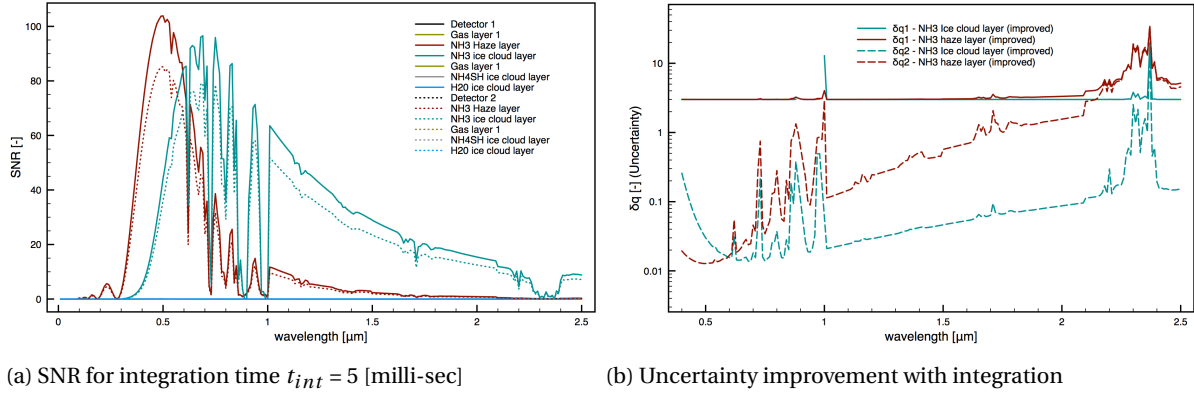 100
80
60
40
20
0
SNR [-]
0
0.5
1
1.5
2
2.5
wavelength [μm]
Detector 1
Gas layer 1
NH3 Haze layer
NH3 ice cloud layer
Gas layer 1
NH4SH ice cloud layer
H20 ice cloud layer
Detector 2
NH3 Haze layer
NH3 ice cloud layer
Gas layer 1
NH4SH ice cloud layer
H20 ice cloud layer
10
1
0.1
0.01
δq [-] (Uncertainty)
0.5
1
1.5
2
2.5
wavelength [μm]
δq1 - NH3 Ice cloud layer (improved)
δq1 - NH3 haze layer (improved)
δq2 - NH3 Ice cloud layer (improved)
δq2 - NH3 haze layer (improved)
(a) SNR for integration time t_int = 5 [milli-sec]
(b) Uncertainty improvement with integration